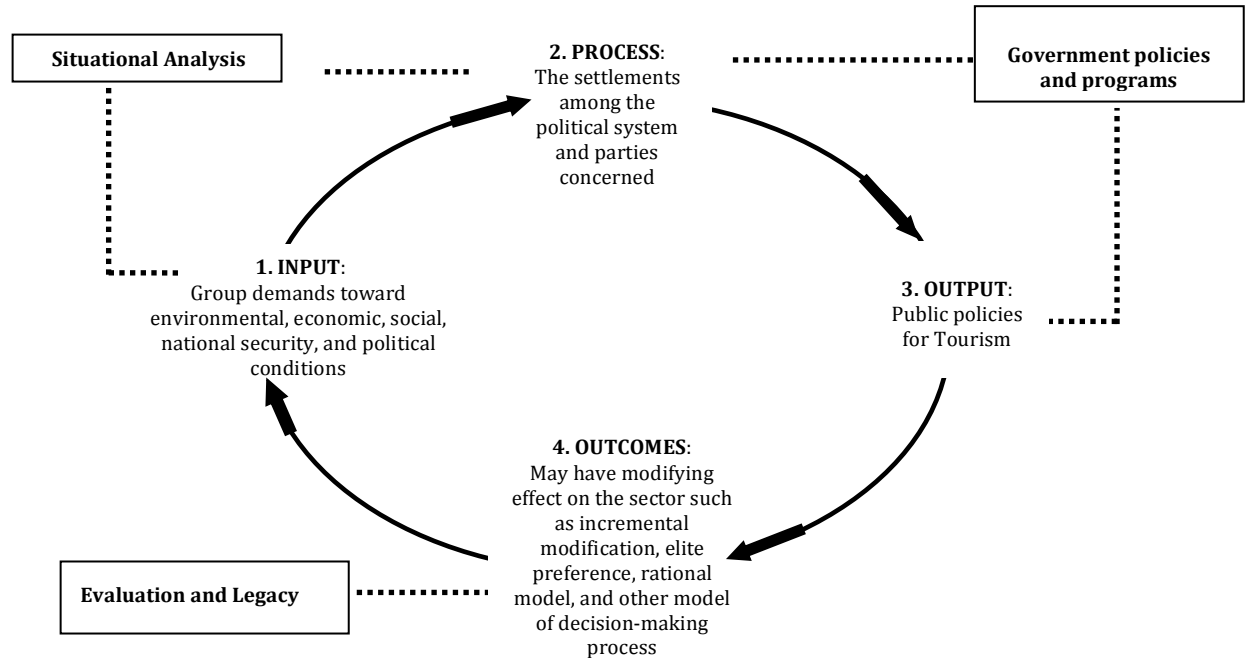 Situational Analysis
2. PROCESS:
The settlements
among the
political system
and parties
concerned
Government policies
and programs
1. INPUT:
Group demands toward
environmental, economic, social,
national security, and political
conditions
3. OUTPUT:
Public policies
for Tourism
4. OUTCOMES:
May have modifying
effect on the sector such
as incremental
modification, elite
preference, rational
model, and other model
of decision-making
process
Evaluation and Legacy